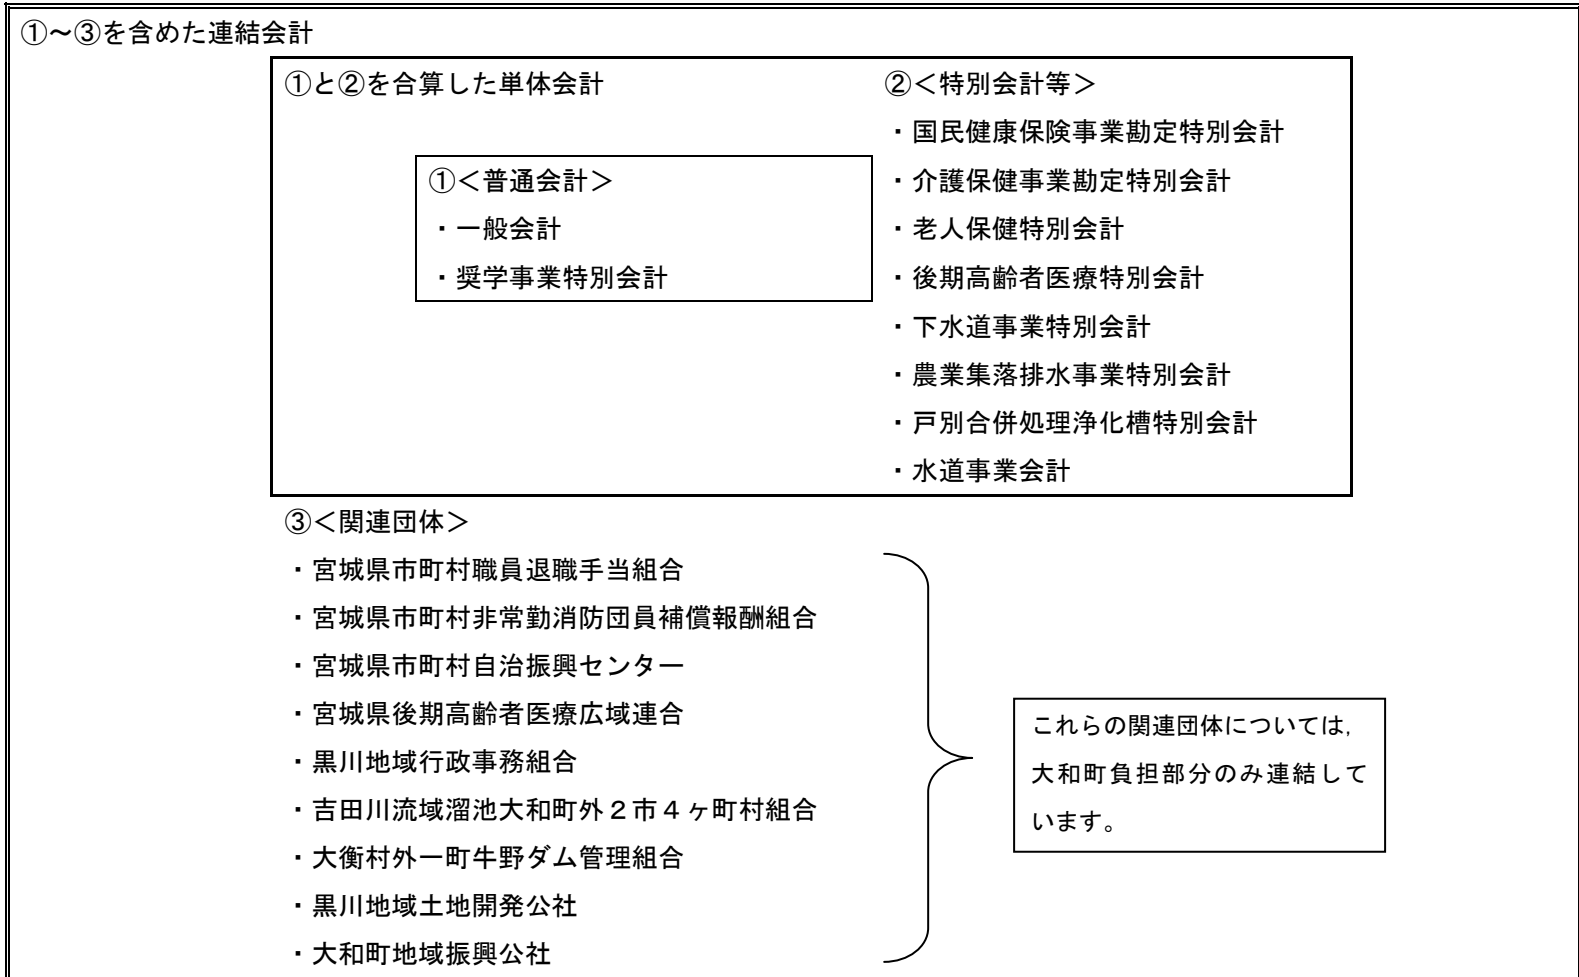 ①～③を含めた連結会計
①と②を合算した単体会計
①＜普通会計＞
・一般会計
・奨学事業特別会計
②＜特別会計等＞
・国民健康保険事業勘定特別会計
・介護保健事業勘定特別会計
・老人保健特別会計
・後期高齢者医療特別会計
・下水道事業特別会計
・農業集落排水事業特別会計
・戸別合併処理浄化槽特別会計
・水道事業会計
③＜関連団体＞
・宮城県市町村職員退職手当組合
・宮城県市町村非常勤消防団員補償報酬組合
・宮城県市町村自治振興センター
・宮城県後期高齢者医療広域連合
・黒川地域行政事務組合
・吉田川流域溜池大和町外２市４ヶ町村組合
・大衡村外一町牛野ダム管理組合
・黒川地域土地開発公社
・大和町地域振興公社
これらの関連団体については,
大和町負担部分のみ連結して
います。